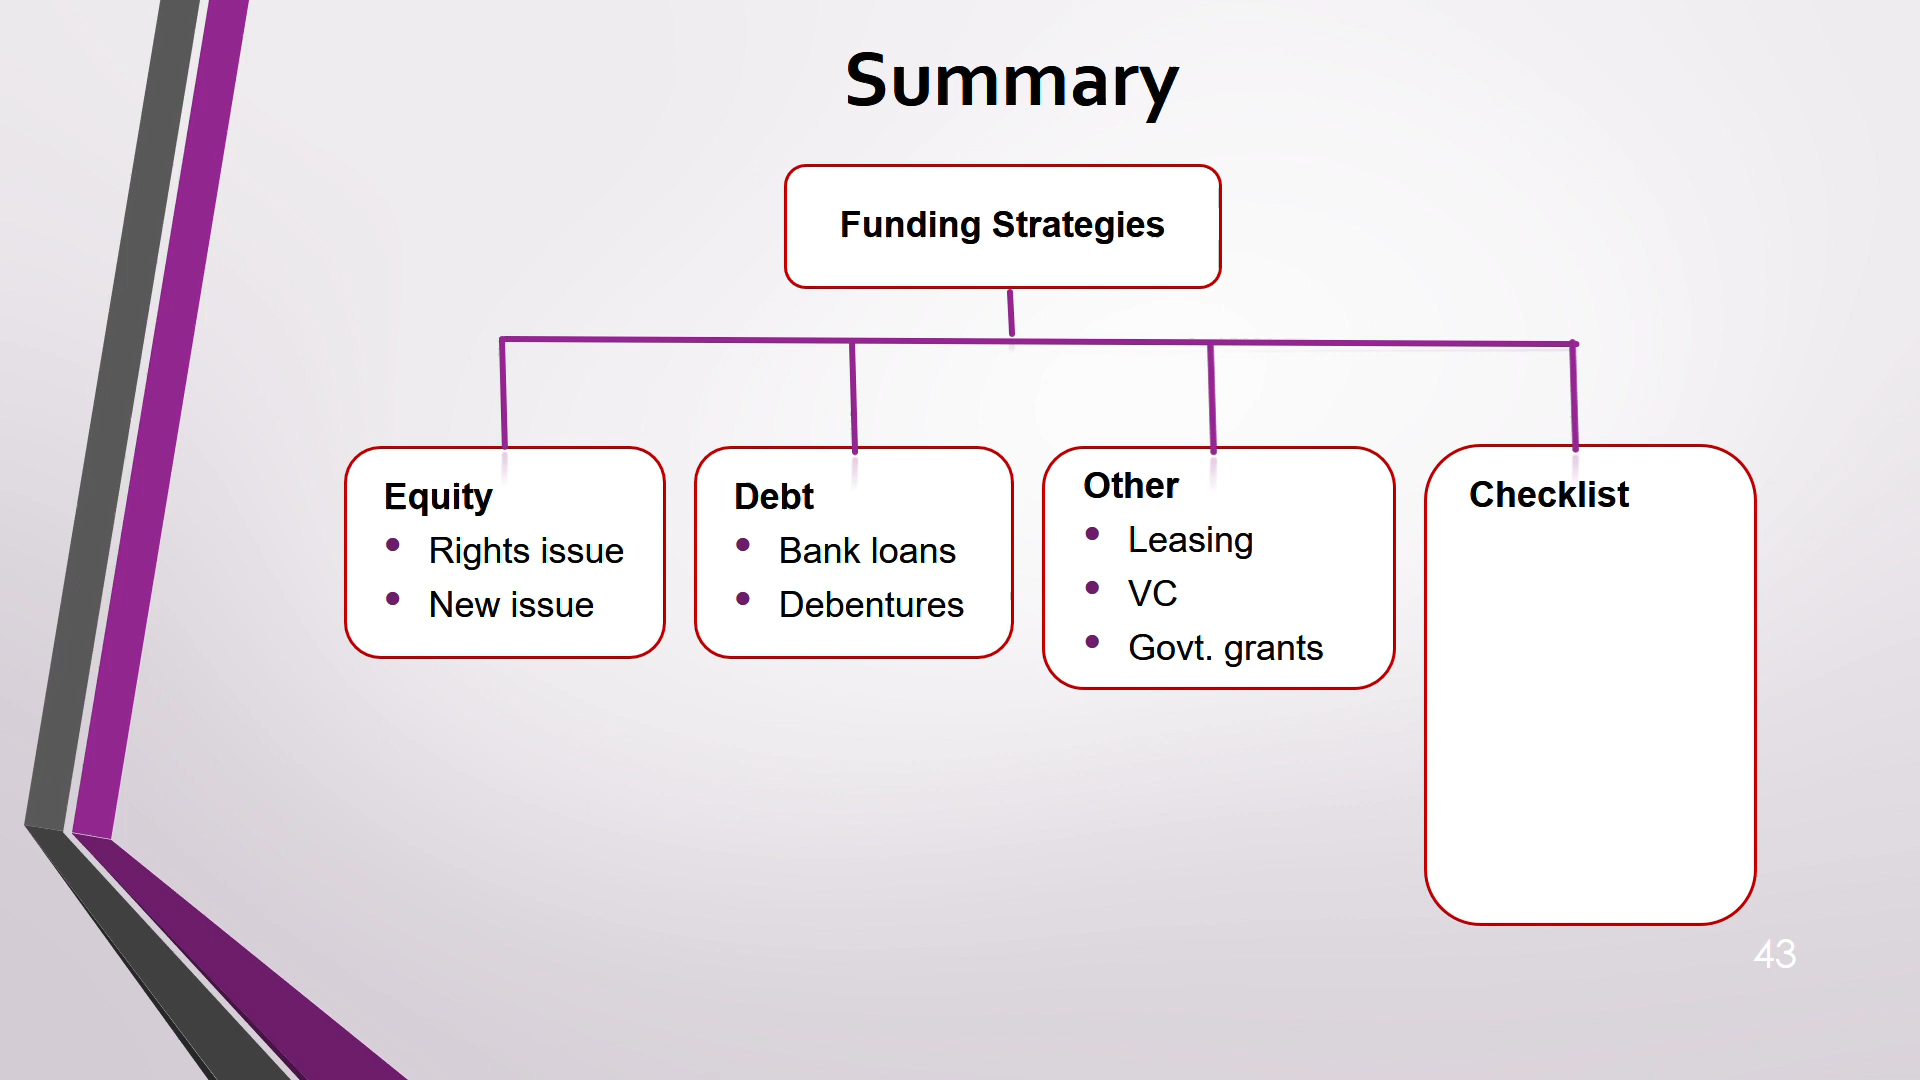 Summary
Funding Strategies
Equity
• Rights issue
• New issue
Debt
• Bank loans
• Debentures
Other
• Leasing
• VC
• Govt. grants
Checklist
43